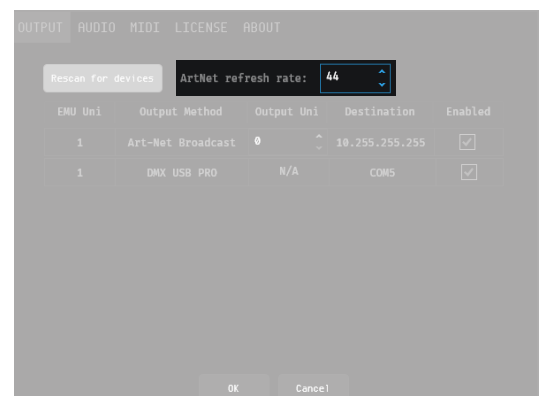 OUTPUT AUDIO MIDI LICENSE ABOUT
Rescan for devices ArtNet refresh rate: 44
EMU Uni Output Method Output Uni Destination Enabled
1 Art-Net Broadcast 0 10.255.255.255
1 DMX USB PRO N/A COM5
OK Cancel